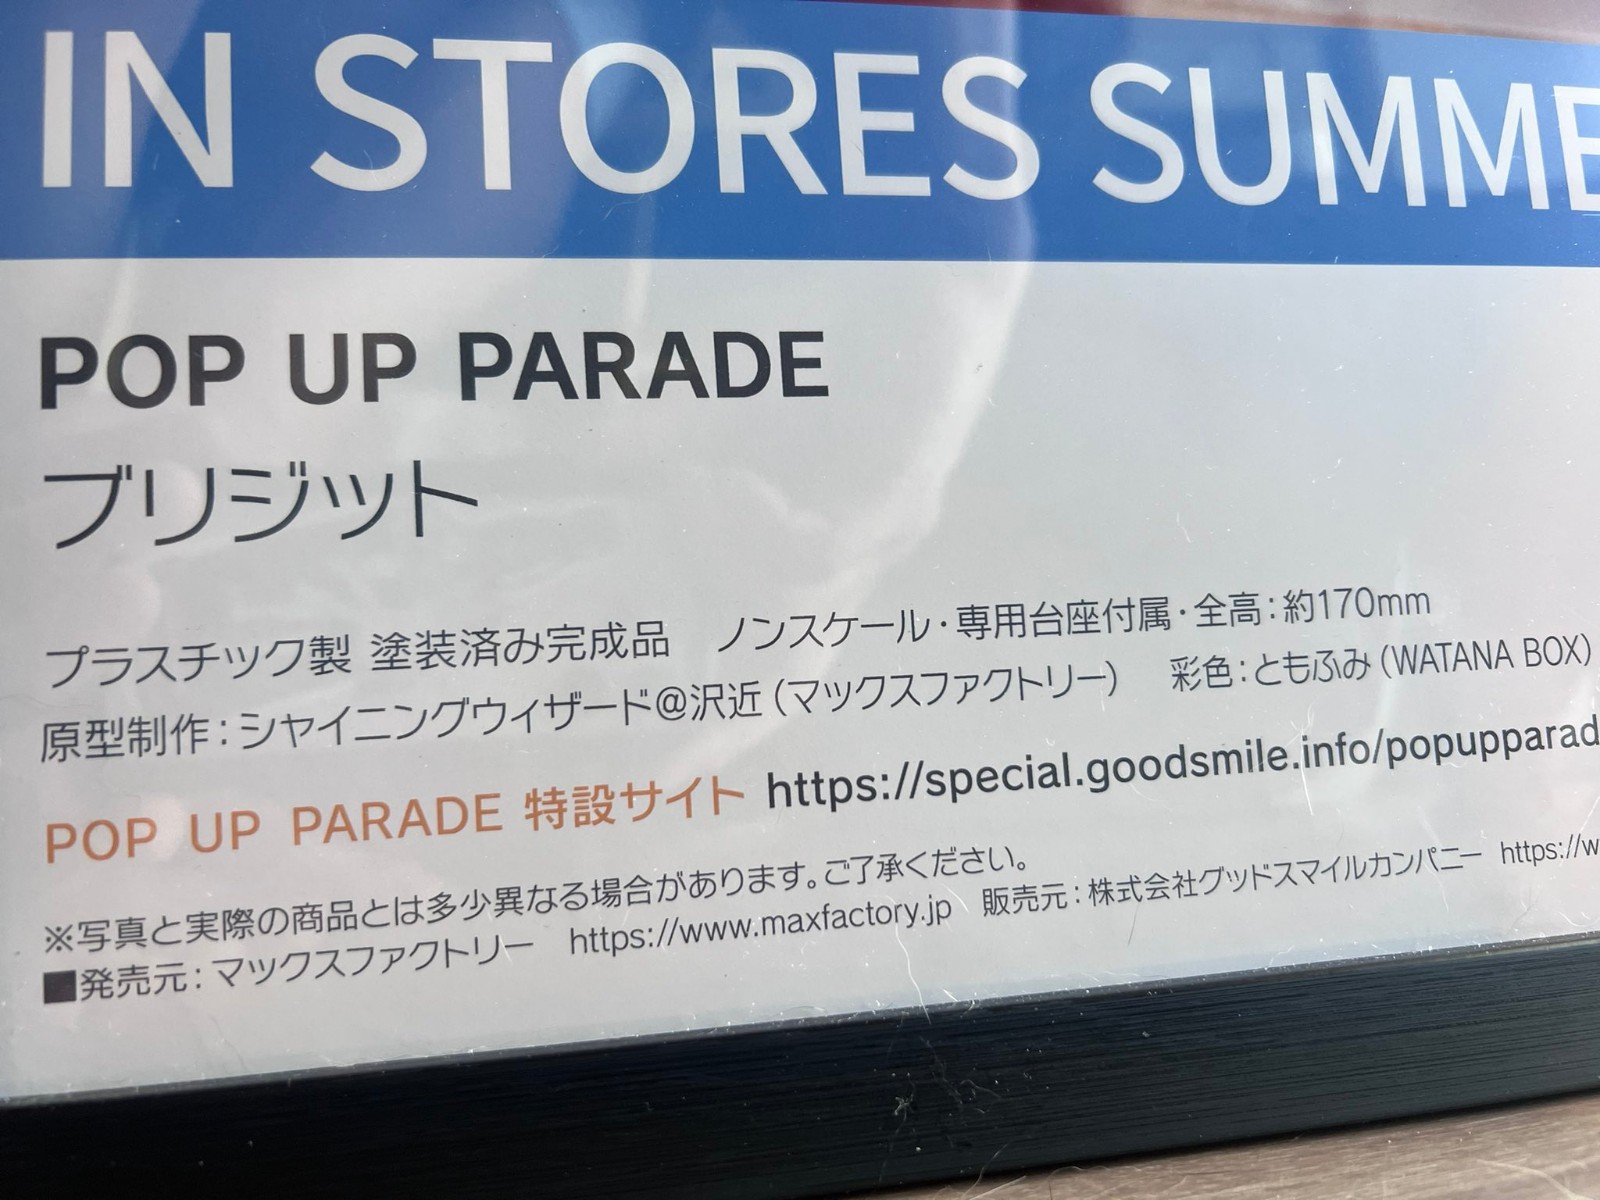 IN STORES SUMME
POP UP PARADE
ブリジット
プラスチック製 塗装済み完成品　ノンスケール・専用台座付属・全高：約170mm
原型制作：シャイニングウィザード@沢近（マックスファクトリー）　彩色：ともふみ（WATANA BOX）
POP UP PARADE 特設サイト https://special.goodsmile.info/popupparad
※写真と実際の商品とは多少異なる場合があります。ご了承ください。
■発売元：マックスファクトリー　https://www.maxfactory.jp　販売元：株式会社グッドスマイルカンパニー　https://w